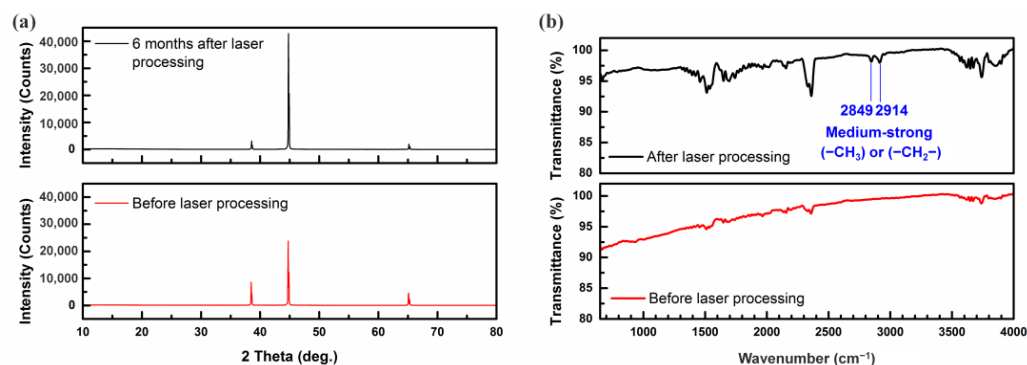 (a)
Intensity (Counts)
40,000
30,000
20,000
10,000
0
6 months after laser
processing
Intensity (Counts)
40,000
30,000
20,000
10,000
0
Before laser processing
10 20 30 40 50 60 70 80
2 Theta (deg.)
(b)
Transmittance (%)
100
95
90
85
80
2849 2914
Medium-strong
(−CH3) or (−CH2−)
After laser processing
Transmittance (%)
100
95
90
85
80
Before laser processing
1000 1500 2000 2500 3000 3500 4000
Wavenumber (cm⁻¹)